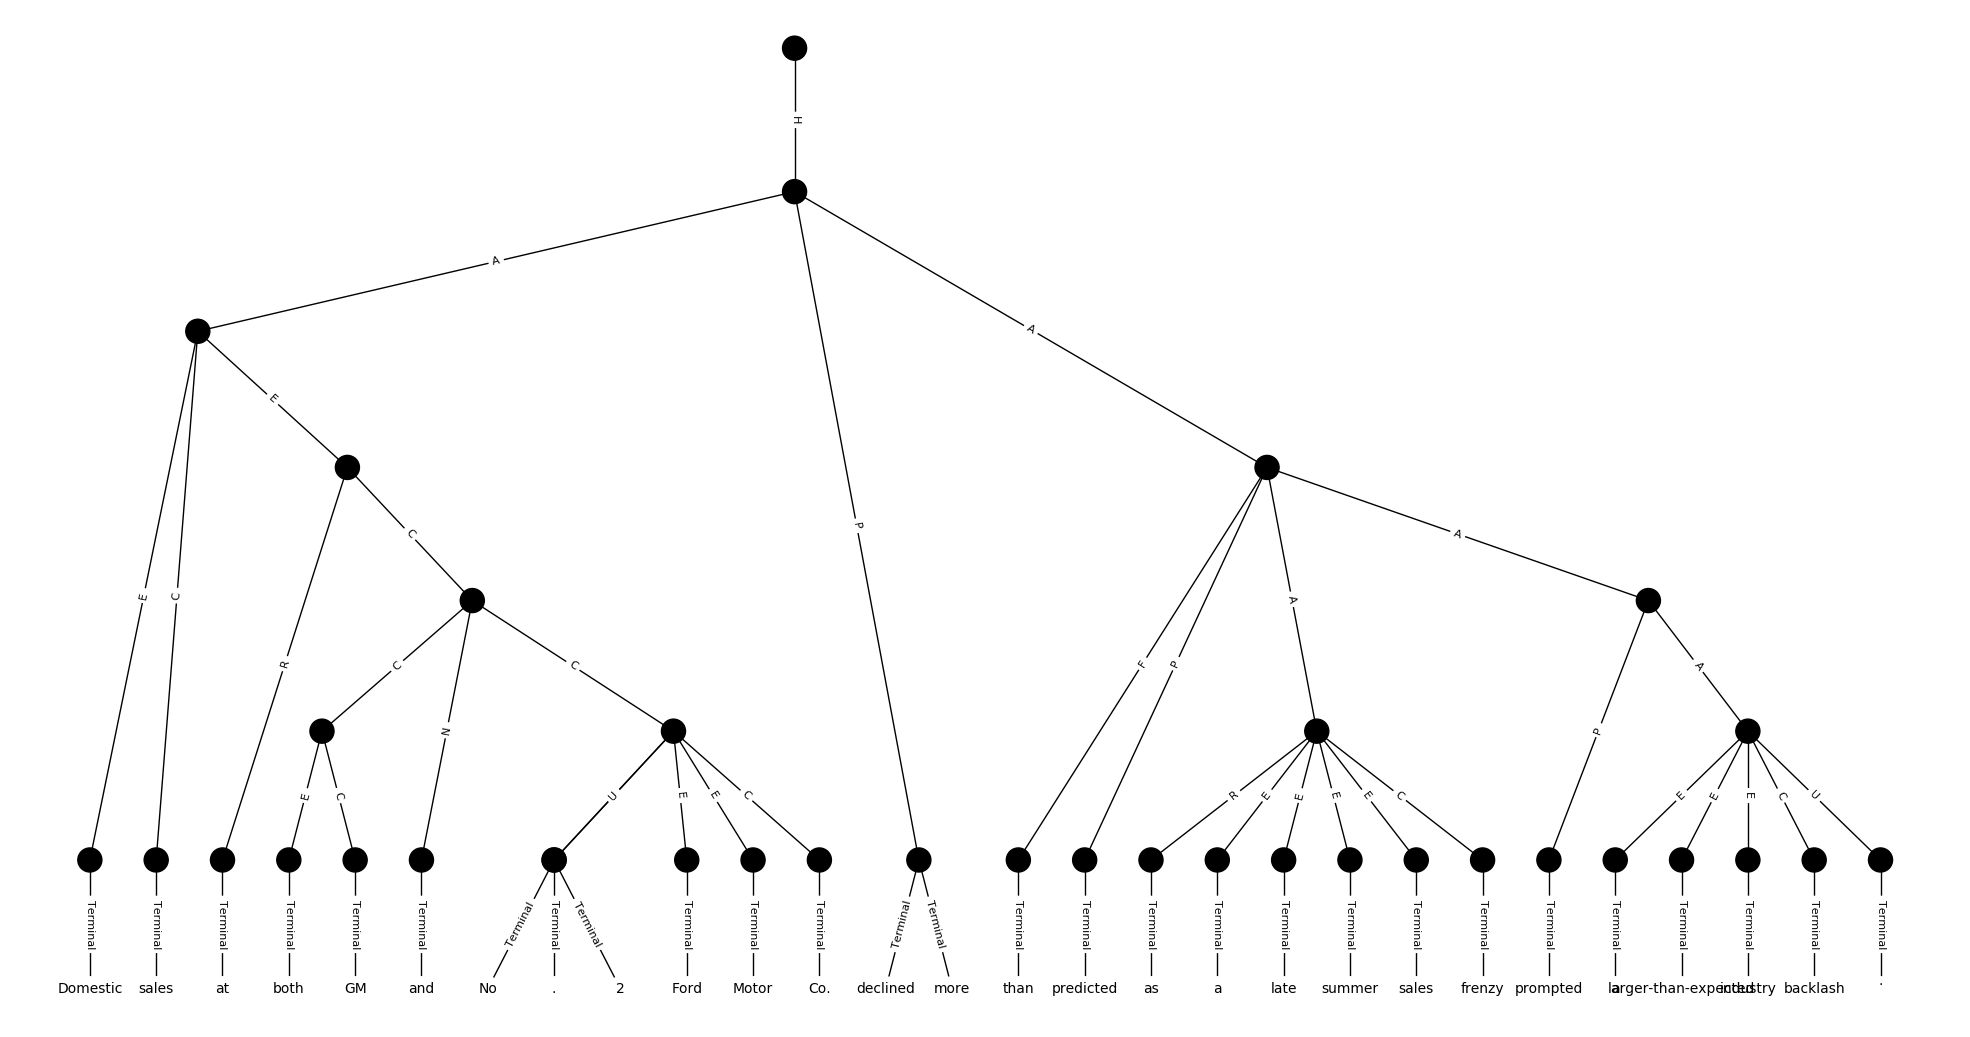 H
A
A
E
P
C
A
E
C
A
R
C
C
F
P
A
N
P
E
C
U
E
E
C
R
E
E
E
E
C
E
E
E
C
U
Terminal Terminal Terminal Terminal Terminal Terminal Terminal Terminal Terminal Terminal Terminal Terminal Terminal Terminal Terminal Terminal Terminal Terminal Terminal Terminal Terminal Terminal Terminal Terminal Terminal Terminal Terminal Terminal
Domestic sales at both GM and No . 2 Ford Motor Co. declined more than predicted as a late summer sales frenzy prompted a larger-than-expected industry backlash .